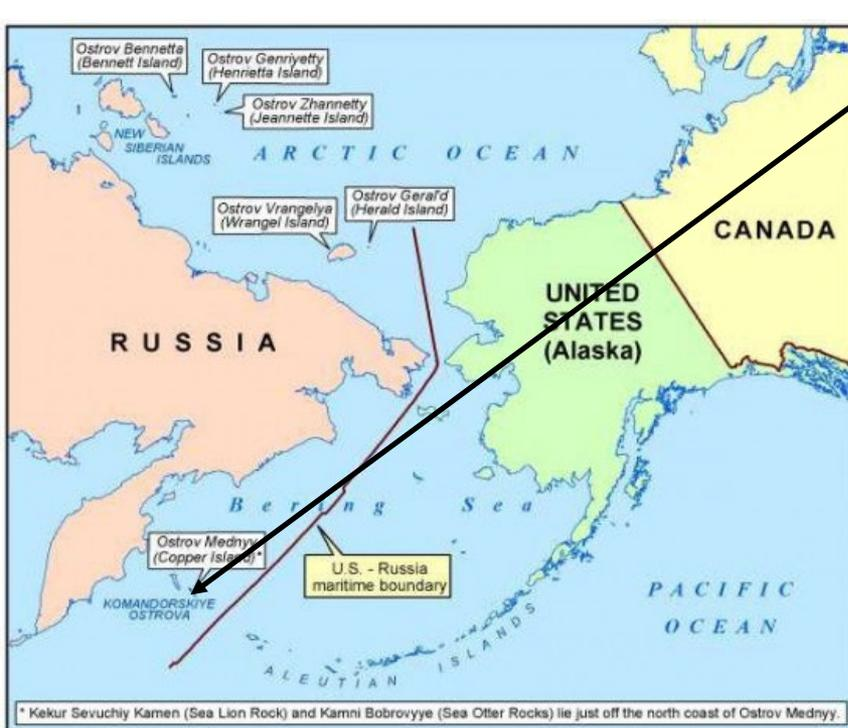 Ostrov Bennetta
(Bennett Island)
Ostrov Genriyetty
(Henrietta Island)
Ostrov Zhannetty
(Jeannette Island)
NEW
SIBERIAN
ISLANDS
ARCTIC OCEAN
Ostrov Vrangelya
(Wrangel Island)
Ostrov Geral'd
(Herald Island)
CANADA
UNITED
STATES
(Alaska)
RUSSIA
Bering Sea
Ostrov Mednyy
(Copper Island)*
U.S. - Russia
maritime boundary
KOMANDORSKIYE
OSTROVA
PACIFIC
OCEAN
ALEUTIAN ISLANDS
* Kekur Sevuchiy Kamen (Sea Lion Rock) and Kamni Bobrovyye (Sea Otter Rocks) lie just off the north coast of Ostrov Mednyy.